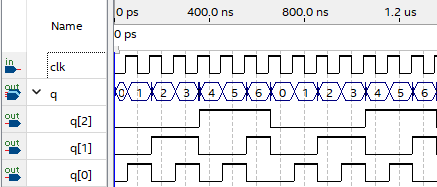 0 ps 400.0 ns 800.0 ns 1.2 us
Name
0 ps
in clk
out q 0 1 2 3 4 5 6 0 1 2 3 4 5 6
out q[2]
out q[1]
out q[0]